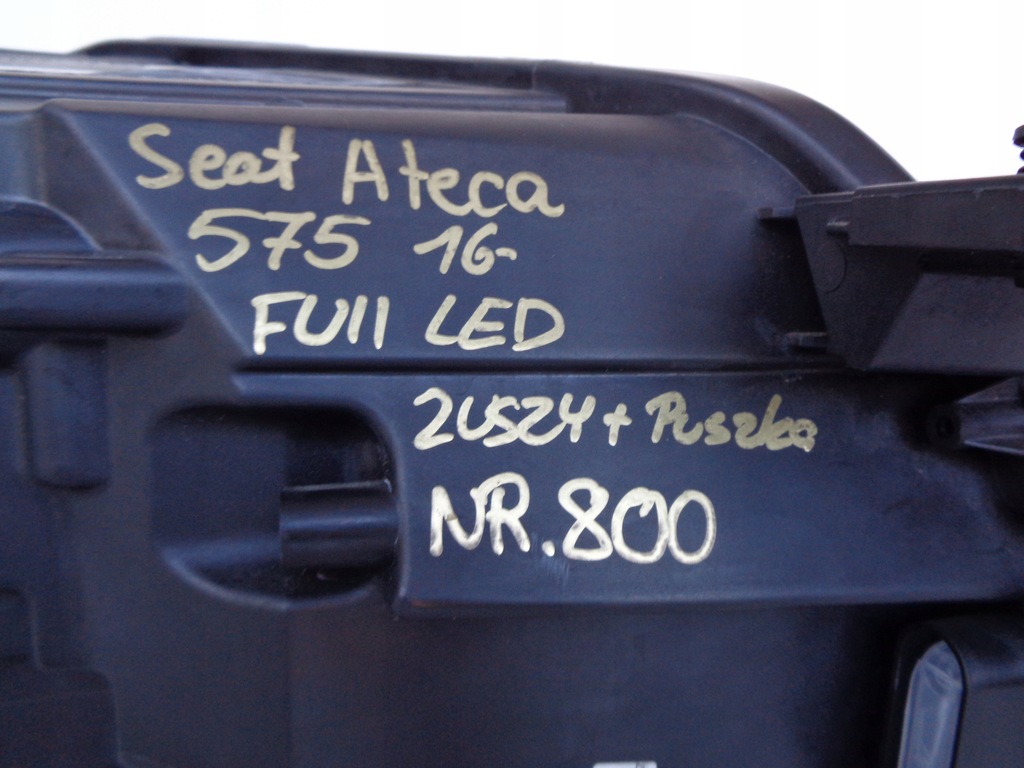 Seat Ateca
575 16-
FUll LED
2USZY + Puszka
NR.800